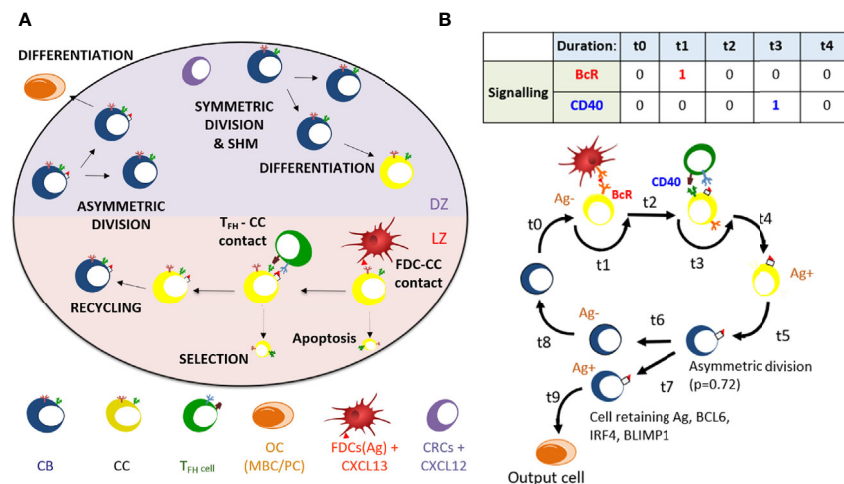 A
DIFFERENTIATION
SYMMETRIC
DIVISION
& SHM
DIFFERENTIATION
ASYMMETRIC
DIVISION
DZ
LZ
TFH - CC
contact
FDC-CC
contact
RECYCLING
SELECTION
Apoptosis
CB
CC
TFH cell
OC
(MBC/PC)
FDCs(Ag) +
CXCL13
CRCs +
CXCL12
B
Duration: t0 t1 t2 t3 t4
Signalling
BcR 0 1 0 0 0
CD40 0 0 0 1 0
Ag-
BcR
CD40
t0
t1
t2
t3
t4
Ag+
t5
Asymmetric division
(p=0.72)
t6
Ag-
t8
t7
Ag+
Cell retaining Ag, BCL6,
IRF4, BLIMP1
t9
Output cell